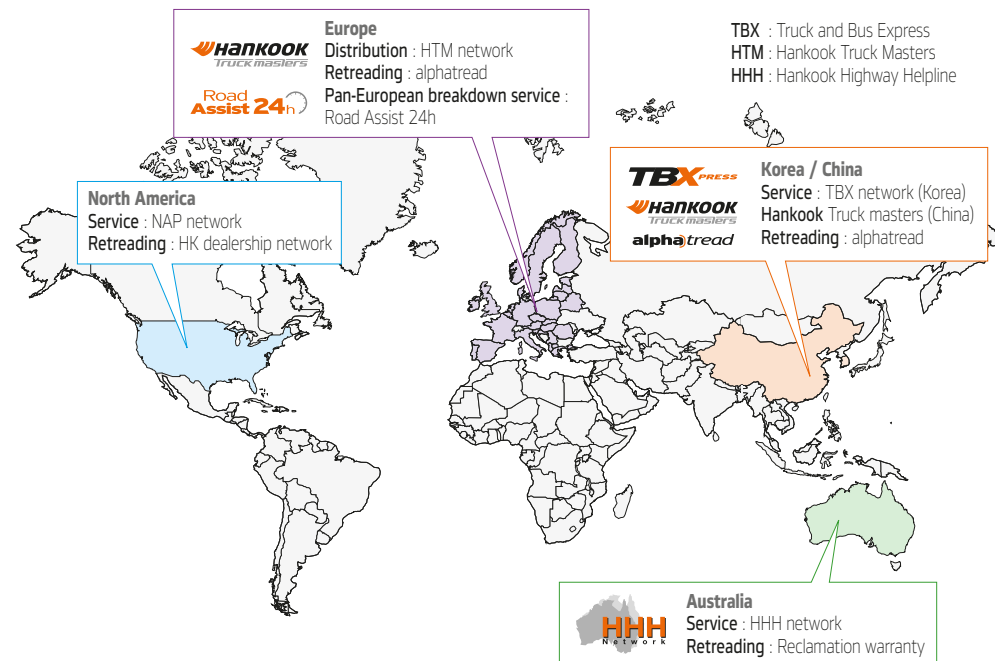 HANKOOK
Truck masters
Road
Assist 24h
Europe
Distribution : HTM network
Retreading : alphatread
Pan-European breakdown service :
Road Assist 24h
TBX : Truck and Bus Express
HTM : Hankook Truck Masters
HHH : Hankook Highway Helpline
North America
Service : NAP network
Retreading : HK dealership network
TBXPRESS
HANKOOK
Truck masters
alphatread
Korea / China
Service : TBX network (Korea)
Hankook Truck masters (China)
Retreading : alphatread
HHH
Network
Australia
Service : HHH network
Retreading : Reclamation warranty